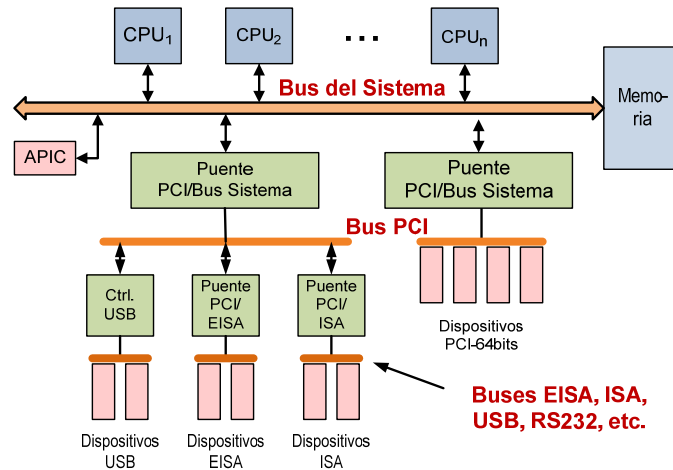 CPU1
CPU2
...
CPUn
Bus del Sistema
Memo-
ria
APIC
Puente
PCI/Bus Sistema
Puente
PCI/Bus Sistema
Bus PCI
Ctrl.
USB
Puente
PCI/
EISA
Puente
PCI/
ISA
Dispositivos
PCI-64bits
Buses EISA, ISA,
USB, RS232, etc.
Dispositivos
USB
Dispositivos
EISA
Dispositivos
ISA